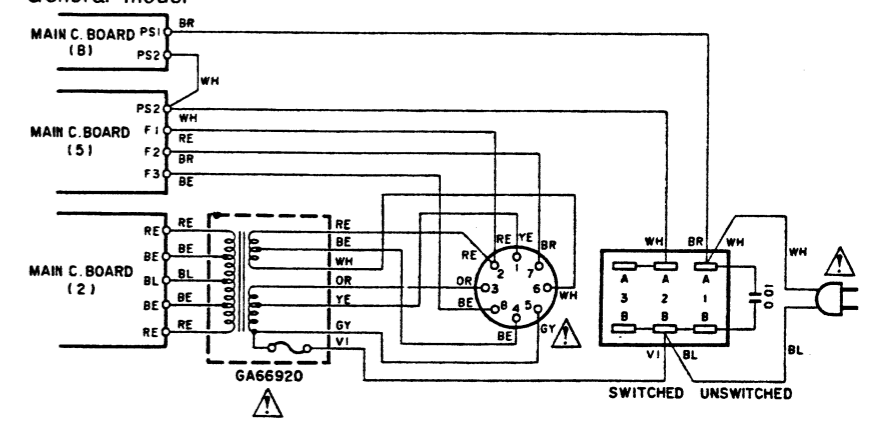 General model
MAIN C. BOARD
(8)
PS1
BR
PS2
WH
MAIN C. BOARD
(5)
PS2
WH
F1
RE
F2
BR
F3
BE
MAIN C. BOARD
(2)
RE RE
BE BE
BL BL
BE BE
RE RE
RE
BE
WH
OR
YE
GY
VI
GA66920
RE YE BR
RE
2 1 7
OR 3 6 WH
BE 8 4 5
BE GY
WH BR WH
WH
A A A
3 2 1
B B B
0.01
VI BL
BL
SWITCHED UNSWITCHED